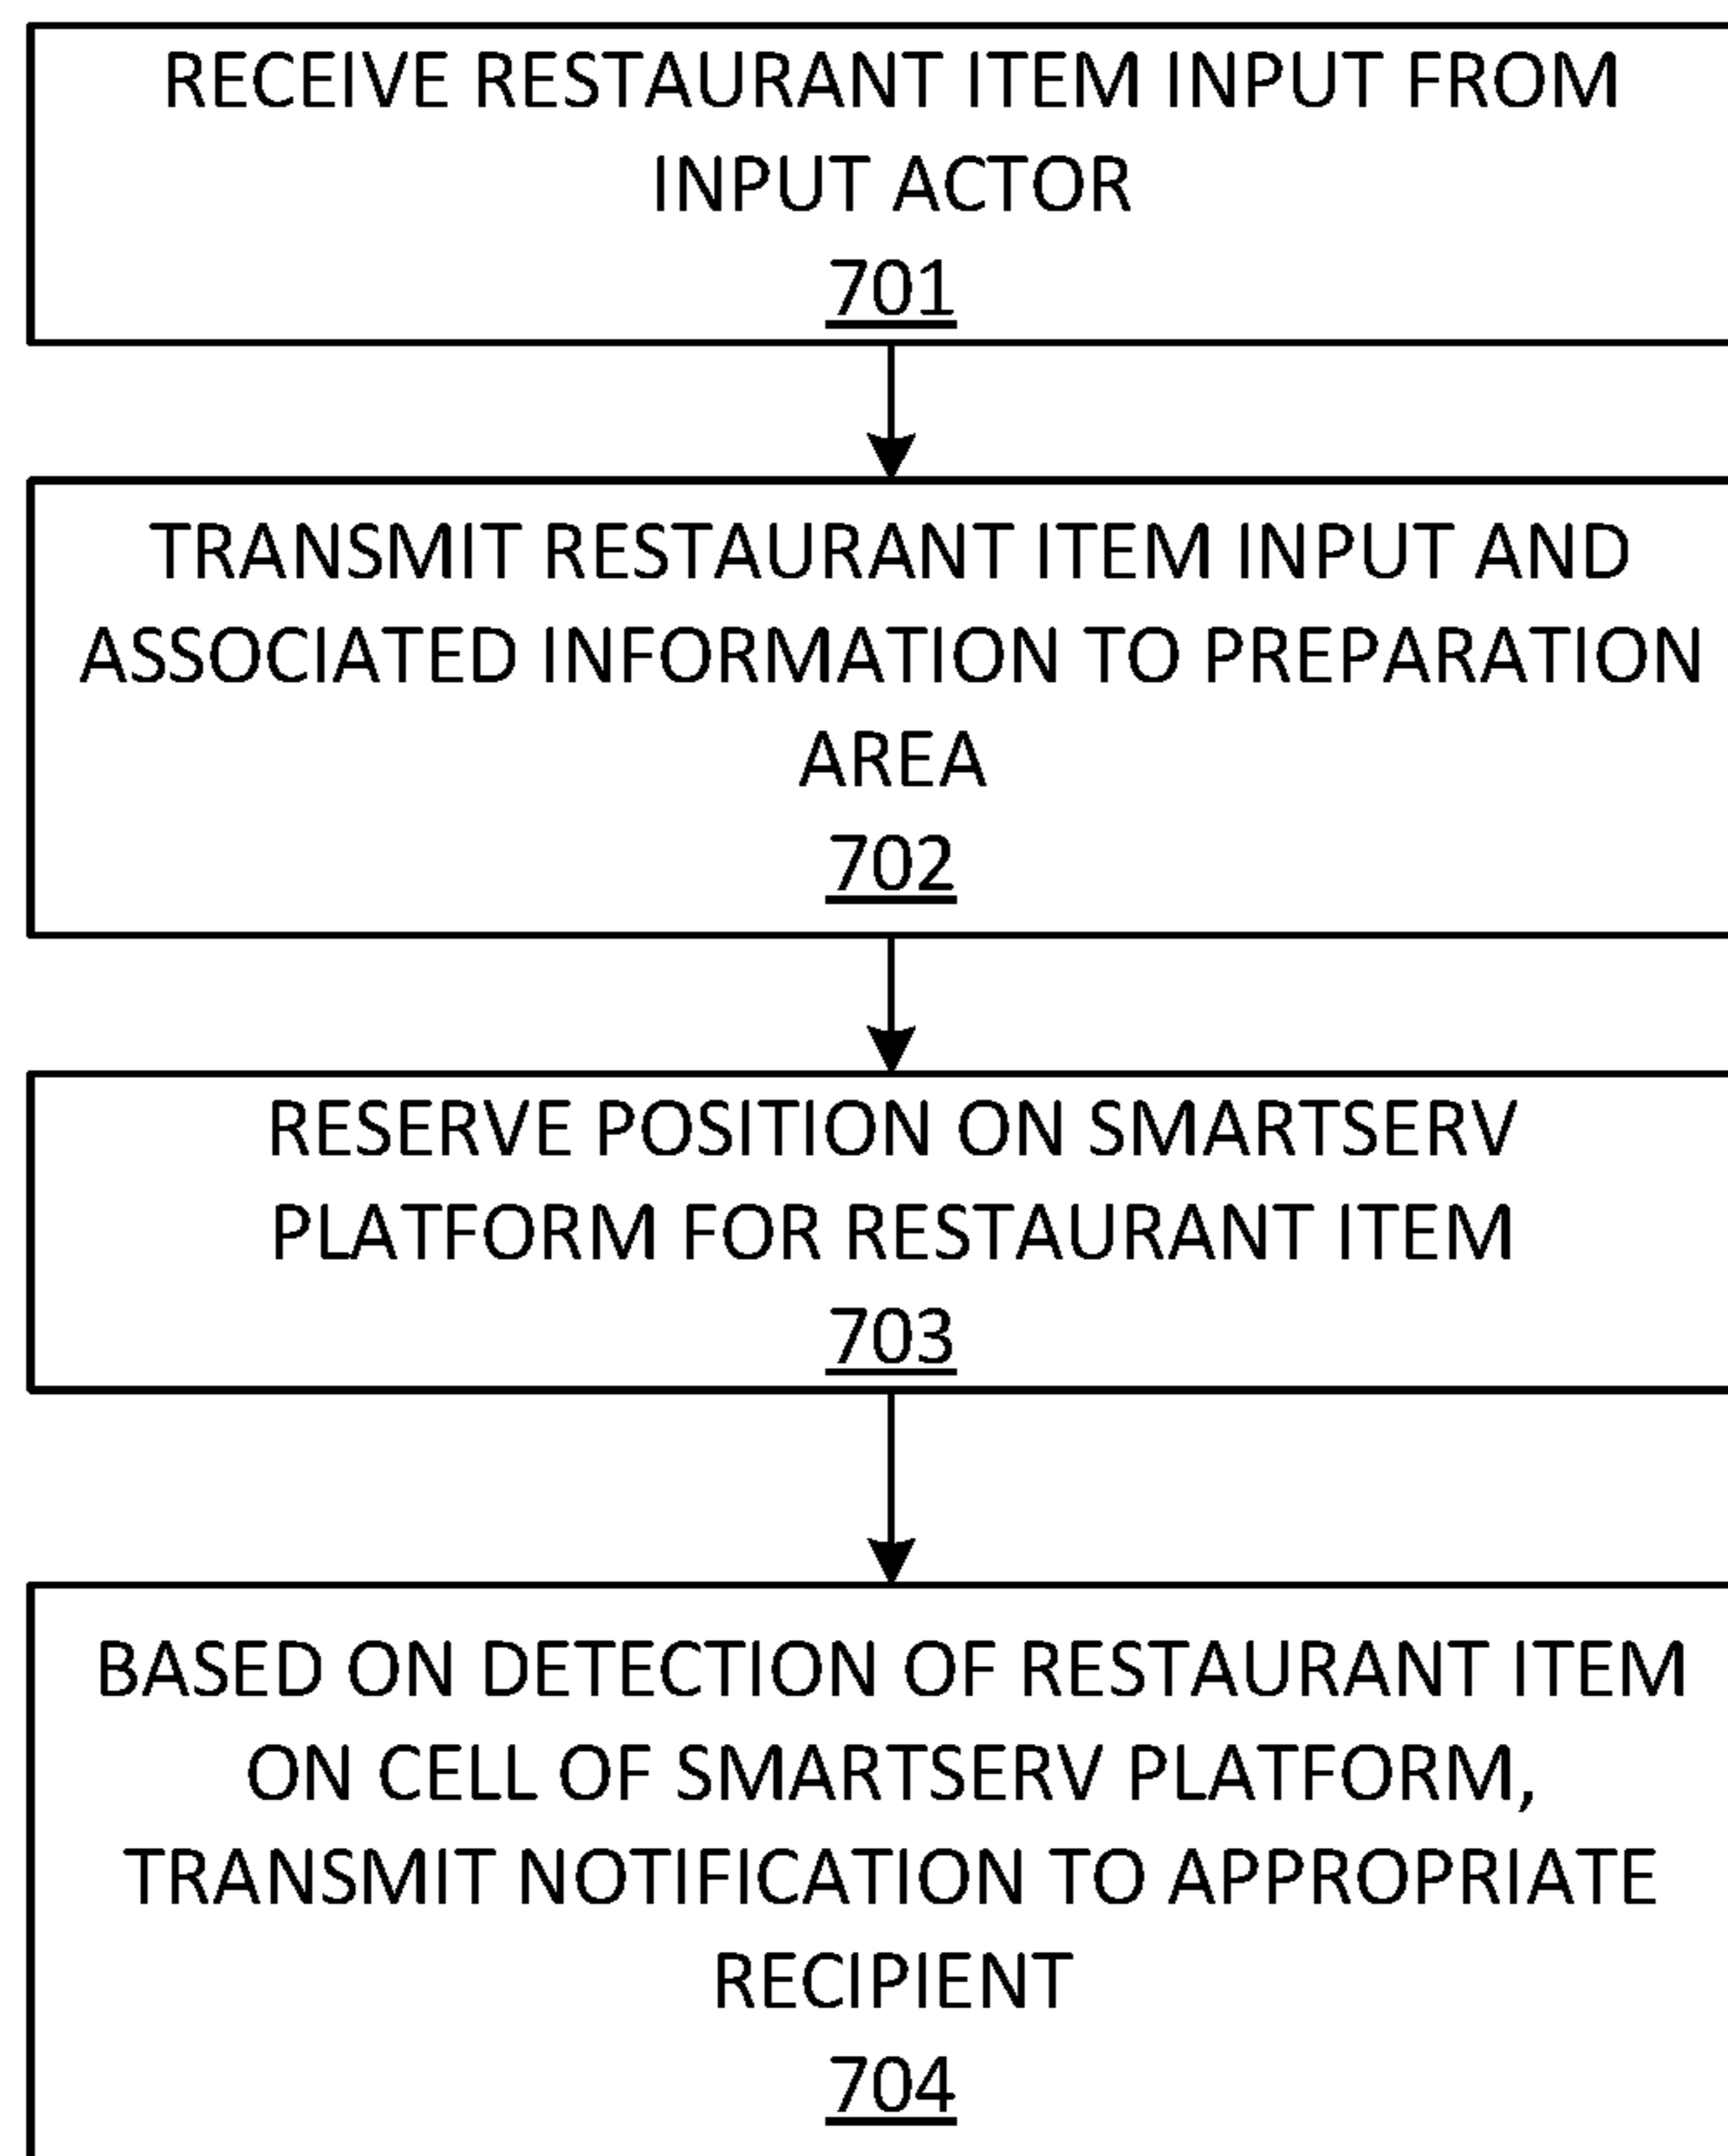 RECEIVE RESTAURANT ITEM INPUT FROM
INPUT ACTOR
701
TRANSMIT RESTAURANT ITEM INPUT AND
ASSOCIATED INFORMATION TO PREPARATION
AREA
702
RESERVE POSITION ON SMARTSERV
PLATFORM FOR RESTAURANT ITEM
703
BASED ON DETECTION OF RESTAURANT ITEM
ON CELL OF SMARTSERV PLATFORM,
TRANSMIT NOTIFICATION TO APPROPRIATE
RECIPIENT
704